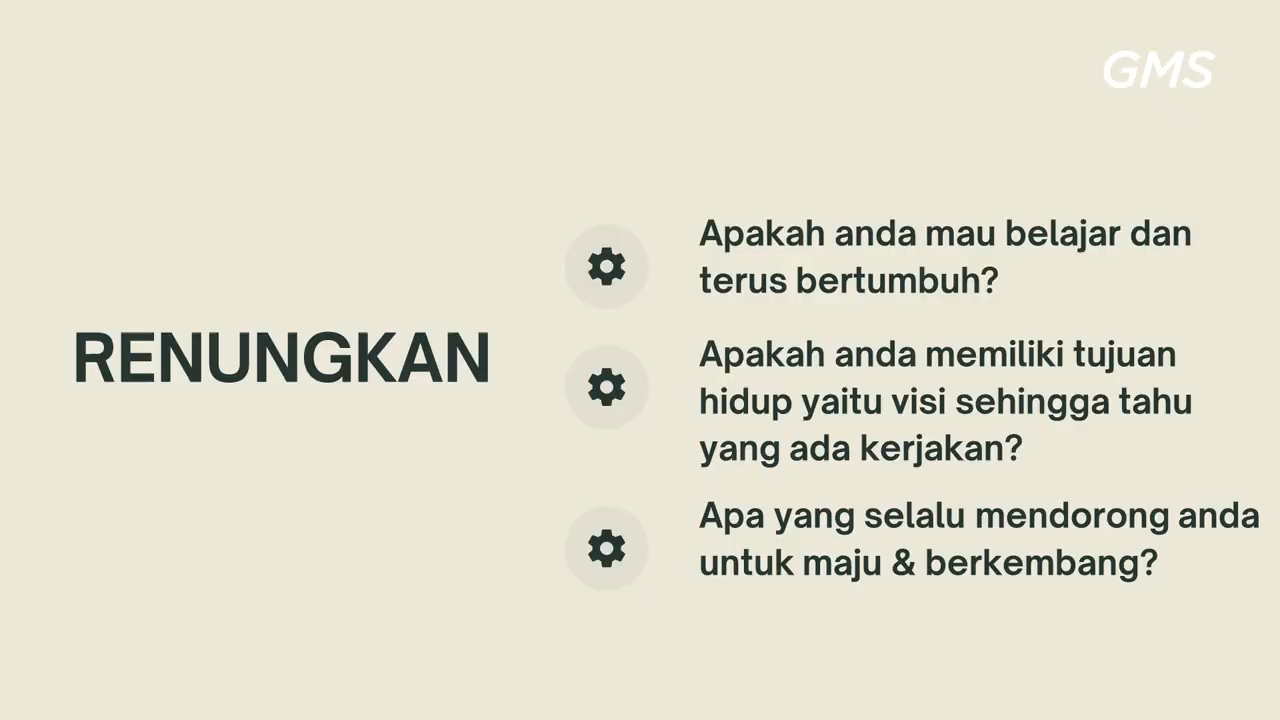 GMS
RENUNGKAN
Apakah anda mau belajar dan
terus bertumbuh?
Apakah anda memiliki tujuan
hidup yaitu visi sehingga tahu
yang ada kerjakan?
Apa yang selalu mendorong anda
untuk maju & berkembang?